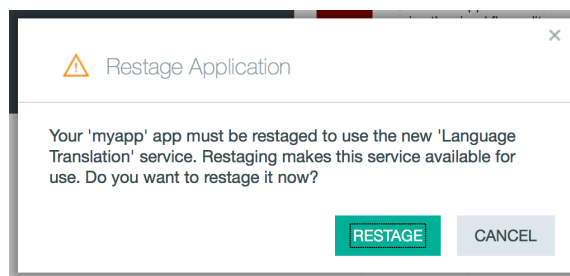 Restage Application
Your 'myapp' app must be restaged to use the new 'Language
Translation' service. Restaging makes this service available for
use. Do you want to restage it now?
RESTAGE CANCEL